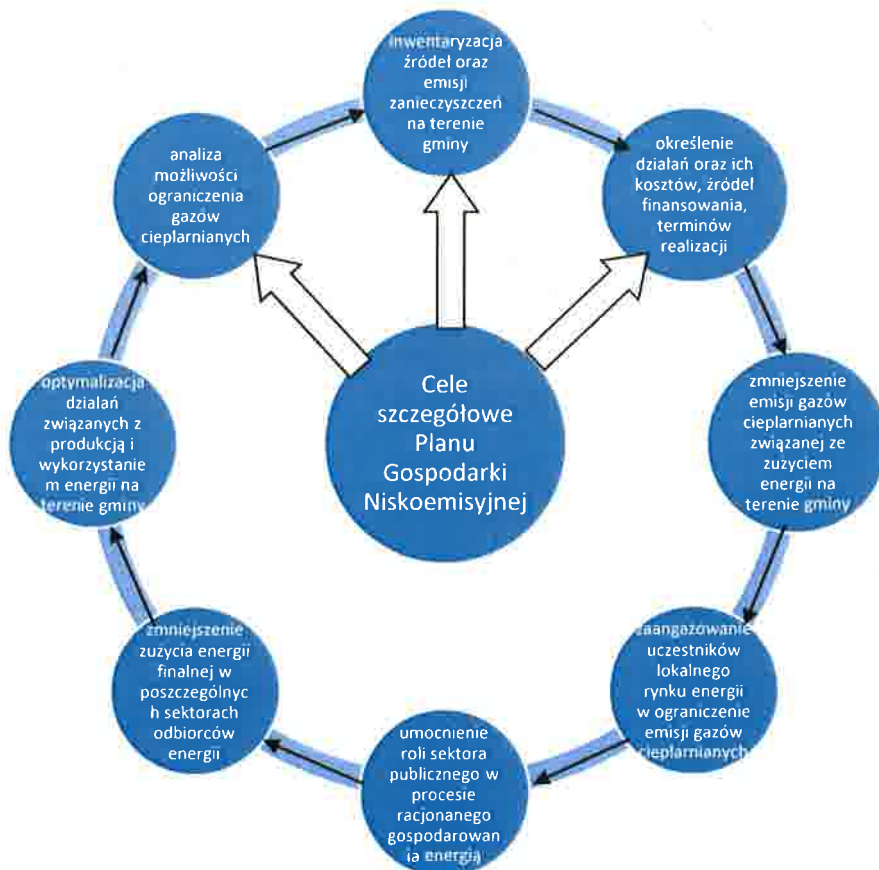 inwentaryzacja
źródeł oraz
emisji
zanieczyszczeń
na terenie
gminy
określenie
działań oraz ich
kosztów, źródeł
finansowania,
terminów
realizacji
zmniejszenie
emisji gazów
cieplarnianych
związanej ze
zużyciem
energii na
terenie gminy
zaangażowanie
uczestników
lokalnego
rynku energii
w ograniczenie
emisji gazów
cieplarnianych
umocnienie
roli sektora
publicznego w
procesie
racjonanego
gospodarowan
ia energią
zmniejszenie
zużycia energii
finalnej w
poszczególnyc
h sektorach
odbiorców
energii
optymalizacja
działań
związanych z
produkcją i
wykorzystanie
m energii na
terenie gminy
analiza
możliwości
ograniczenia
gazów
cieplarnianych
Cele
szczegółowe
Planu
Gospodarki
Niskoemisyjnej